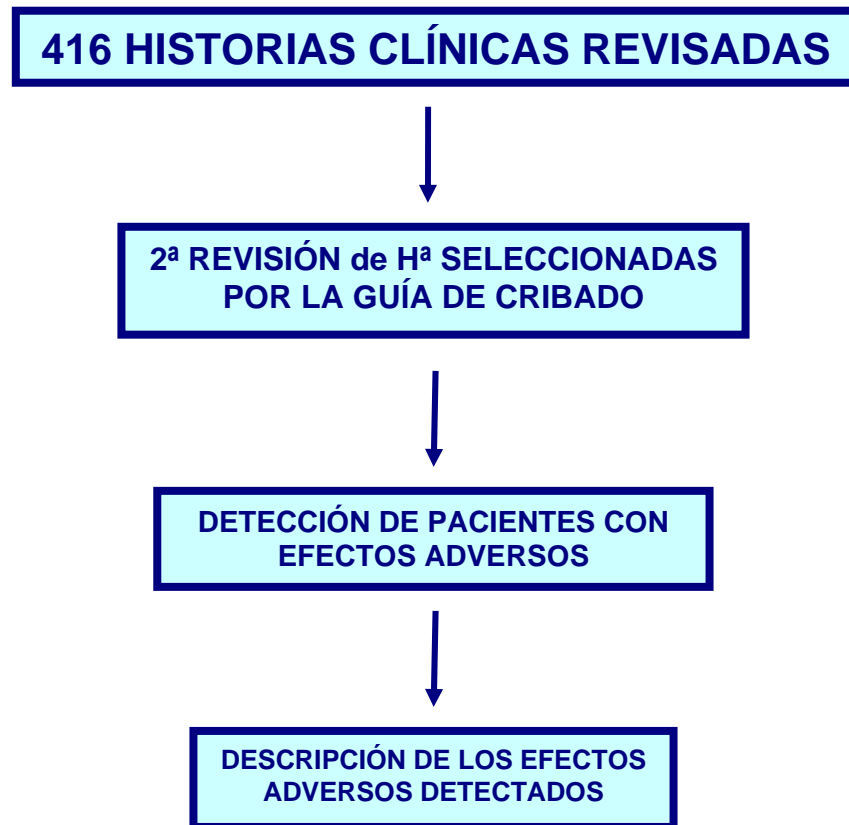 416 HISTORIAS CLÍNICAS REVISADAS
2ª REVISIÓN de Hª SELECCIONADAS
POR LA GUÍA DE CRIBADO
DETECCIÓN DE PACIENTES CON
EFECTOS ADVERSOS
DESCRIPCIÓN DE LOS EFECTOS
ADVERSOS DETECTADOS